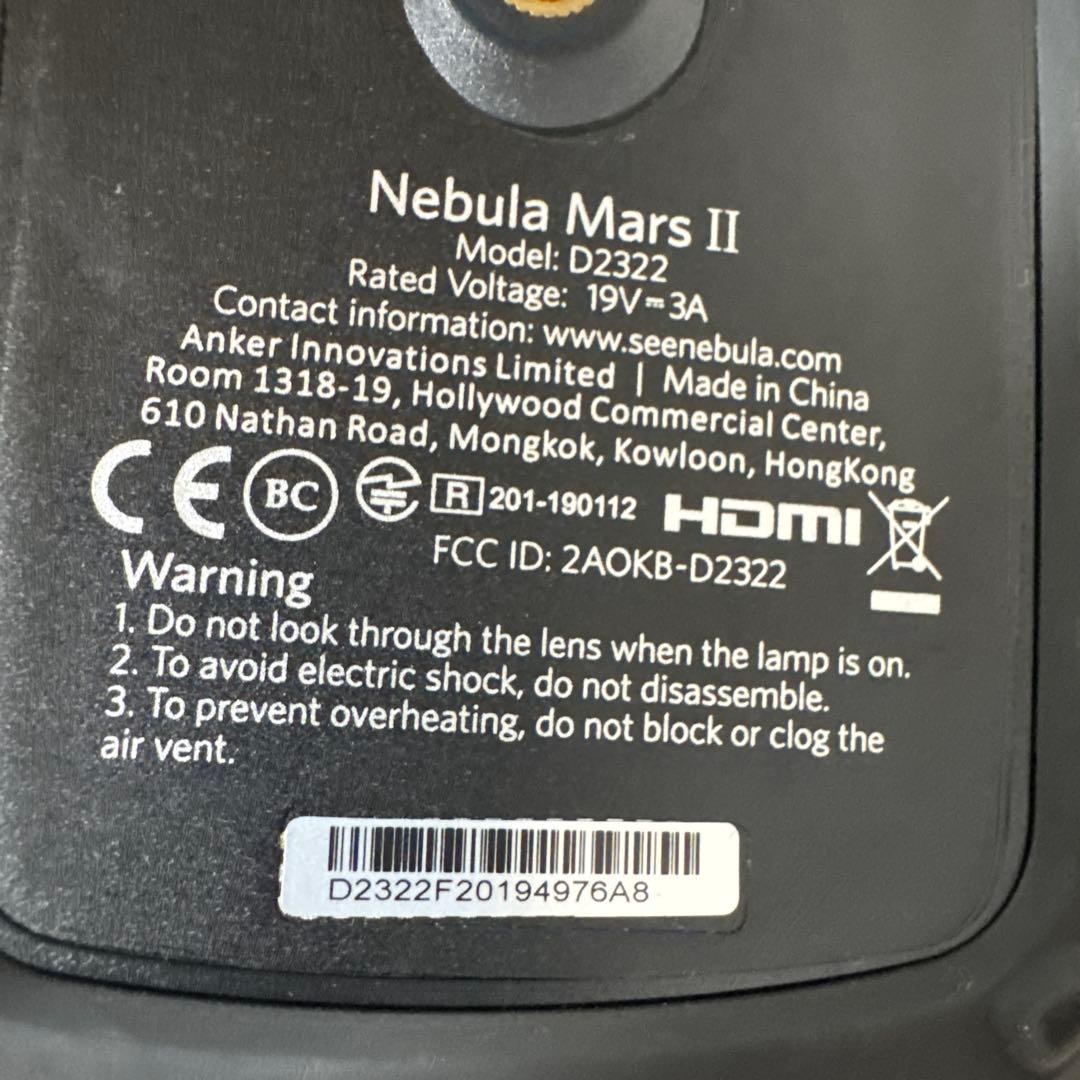 Nebula Mars II
Model: D2322
Rated Voltage: 19V⎓3A
Contact information: www.seenebula.com
Anker Innovations Limited | Made in China
Room 1318-19, Hollywood Commercial Center,
610 Nathan Road, Mongkok, Kowloon, HongKong
CE BC R 201-190112 HDMI
FCC ID: 2AOKB-D2322
Warning
1. Do not look through the lens when the lamp is on.
2. To avoid electric shock, do not disassemble.
3. To prevent overheating, do not block or clog the
air vent.
D2322F20194976A8